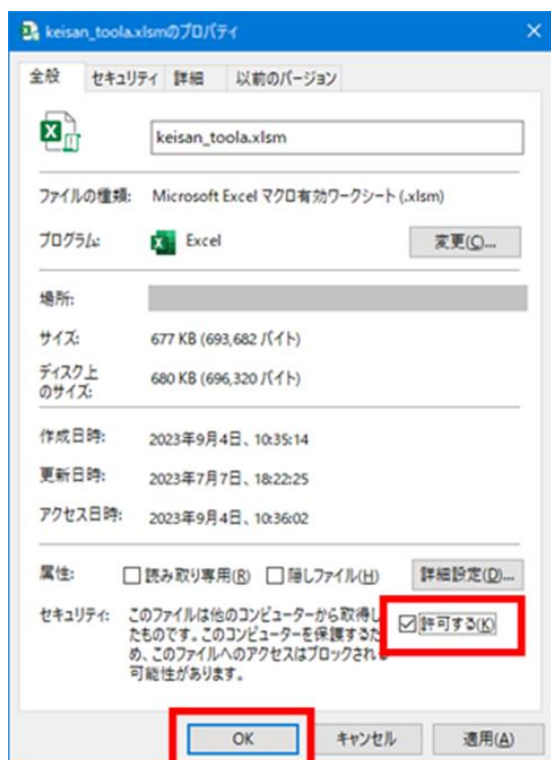 keisan_toola.xlsmのプロパティ
全般 セキュリティ 詳細 以前のバージョン
keisan_toola.xlsm
ファイルの種類: Microsoft Excel マクロ有効ワークシート (.xlsm)
プログラム: Excel 変更(C)...
場所:
サイズ: 677 KB (693,682 バイト)
ディスク上
のサイズ: 680 KB (696,320 バイト)
作成日時: 2023年9月4日、10:35:14
更新日時: 2023年7月7日、18:22:25
アクセス日時: 2023年9月4日、10:36:02
属性: 読み取り専用(R) 隠しファイル(H) 詳細設定(D)...
セキュリティ: このファイルは他のコンピューターから取得し
たものです。このコンピューターを保護するた
め、このファイルへのアクセスはブロックされる
可能性があります。
許可する(K)
OK キャンセル 適用(A)